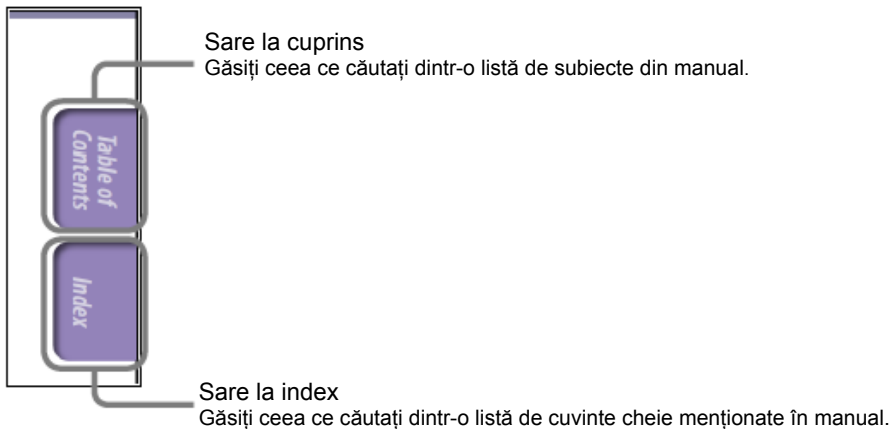 Sare la cuprins
Găsiți ceea ce căutați dintr-o listă de subiecte din manual.
Table of
Contents
Index
Sare la index
Găsiți ceea ce căutați dintr-o listă de cuvinte cheie menționate în manual.